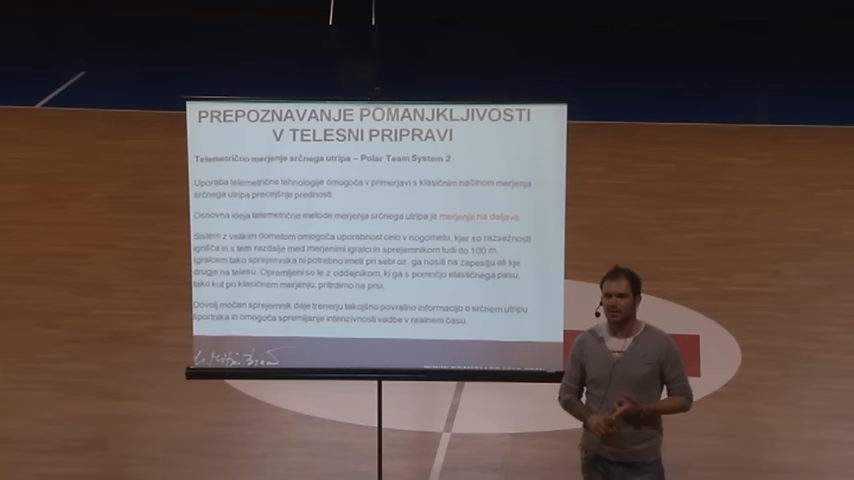 PREPOZNAVANJE POMANJKLJIVOSTI
V TELESNI PRIPRAVI
Telemetrično merjenje srčnega utripa – Polar Team System 2
Uporaba telemetrične tehnologije omogoča v primerjavi s klasičnim načinom merjenja
srčnega utripa precejšnje prednosti.
Osnovna ideja telemetrične metode merjenja srčnega utripa je merjenje na daljavo.
Sistem z velikim dometom omogoča uporabnost celo v nogometu, kjer so razsežnosti
igrišča in s tem razdalje med merjenimi igralci in sprejemnikom tudi do 100 m.
Igralcem tako sprejemnika ni potrebno imeti pri sebi oz. ga nositi na zapestju ali kje
drugje na telesu. Opremljeni so le z oddajnikom, ki ga s pomočjo elastičnega pasu,
tako kot pri klasičnem merjenju, pritrdimo na prsi.
Dovolj močan sprejemnik daje trenerju takojšno povratno informacijo o srčnem utripu
športnika in omogoča spremljanje intenzivnosti vadbe v realnem času.